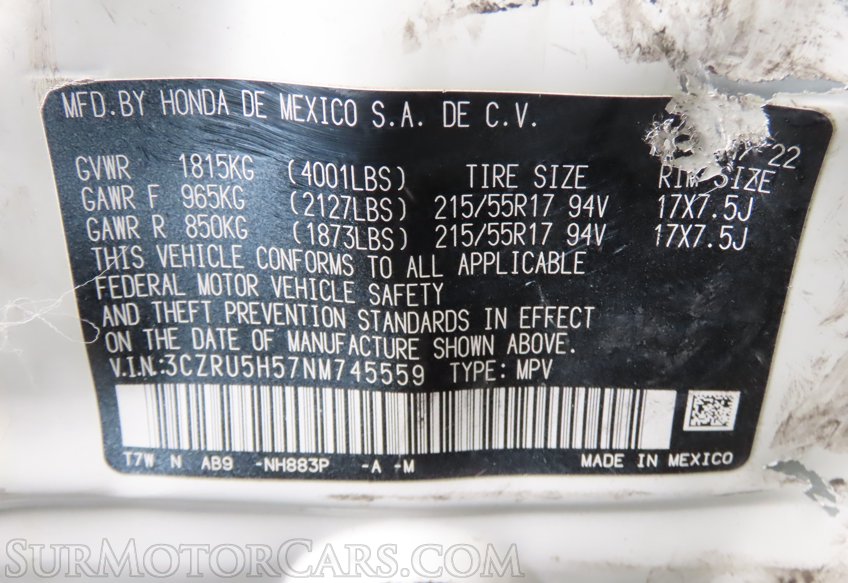 MFD.BY HONDA DE MEXICO S.A. DE C.V.
22
GVWR 1815KG (4001LBS) TIRE SIZE RIM SIZE
GAWR F 965KG (2127LBS) 215/55R17 94V 17X7.5J
GAWR R 850KG (1873LBS) 215/55R17 94V 17X7.5J
THIS VEHICLE CONFORMS TO ALL APPLICABLE
FEDERAL MOTOR VEHICLE SAFETY
AND THEFT PREVENTION STANDARDS IN EFFECT
ON THE DATE OF MANUFACTURE SHOWN ABOVE.
V.I.N.:3CZRU5H57NM745559 TYPE: MPV
T7W N AB9 -NH883P -A -M MADE IN MEXICO
SURMOTORCARS.COM